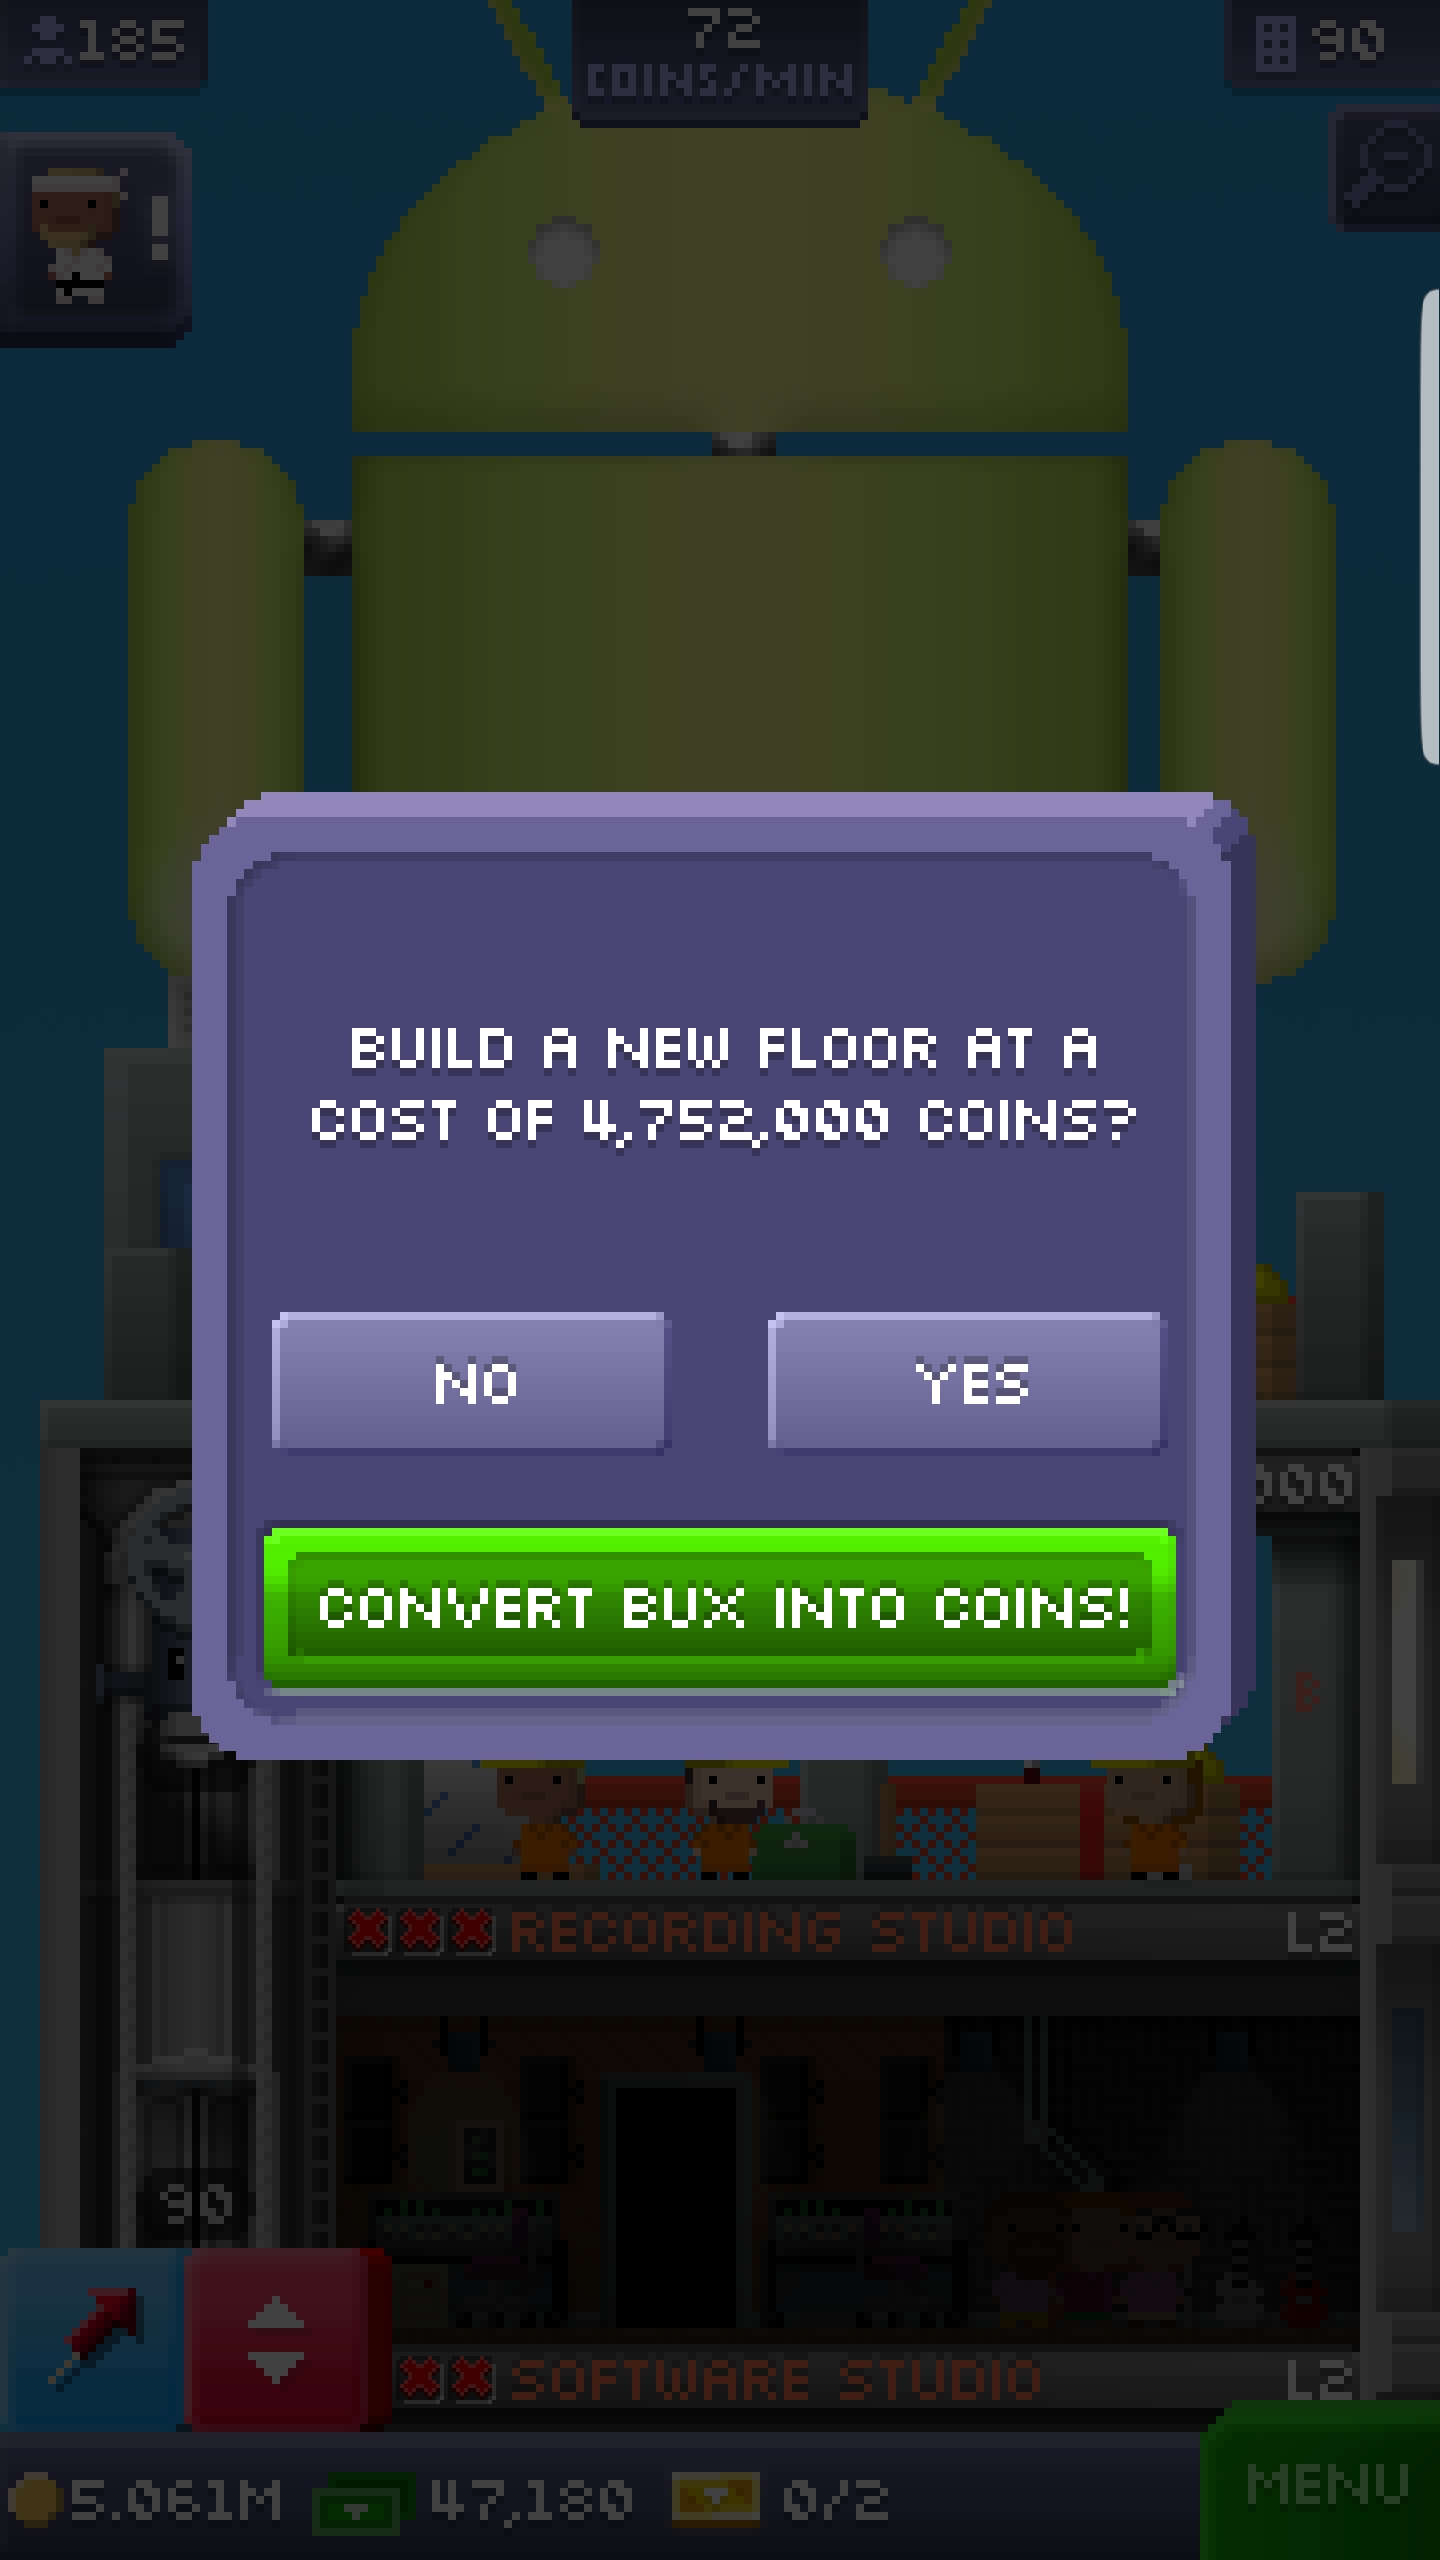 185
72
COINS/MIN
90
!
BUILD A NEW FLOOR AT A
COST OF 4,752,000 COINS?
NO
YES
000
CONVERT BUX INTO COINS!
B
RECORDING STUDIO
L2
90
SOFTWARE STUDIO
L2
5.061M
47,180
0/2
MENU